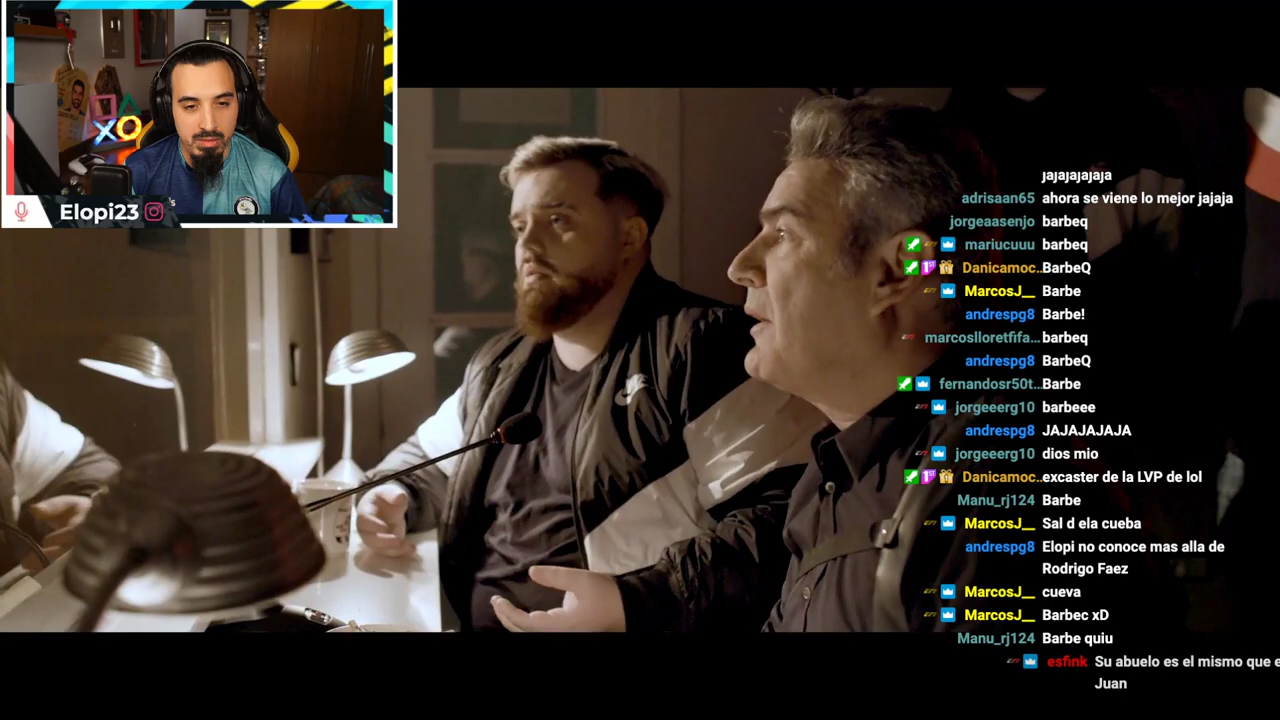 Elopi23
jajajajajaja
adrisaan65 ahora se viene lo mejor jajaja
jorgeaasenjo barbeq
mariucuuu barbeq
Danicamoc.. BarbeQ
MarcosJ__ Barbe
andrespg8 Barbe!
marcoslloretfifa... barbeq
andrespg8 BarbeQ
fernandosr50t.. Barbe
jorgeeerg10 barbeee
andrespg8 JAJAJAJAJA
jorgeeerg10 dios mio
Danicamoc.. excaster de la LVP de lol
Manu_rj124 Barbe
MarcosJ__ Sal d ela cueba
andrespg8 Elopi no conoce mas alla de
Rodrigo Faez
MarcosJ__ cueva
MarcosJ__ Barbec xD
Manu_rj124 Barbe quiu
esfink Su abuelo es el mismo que e
Juan